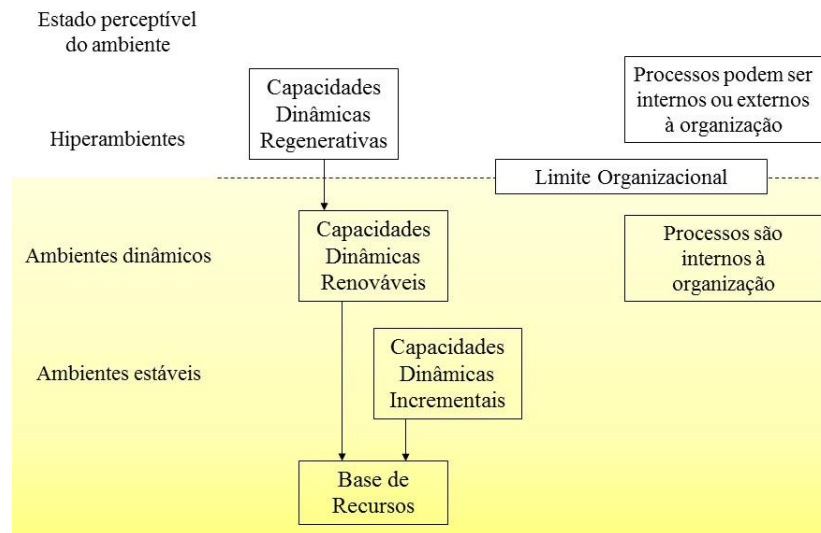 Estado perceptível
do ambiente
Capacidades
Dinâmicas
Regenerativas
Processos podem ser
internos ou externos
à organização
Hiperambientes
Limite Organizacional
Ambientes dinâmicos
Capacidades
Dinâmicas
Renováveis
Processos são
internos à
organização
Ambientes estáveis
Capacidades
Dinâmicas
Incrementais
Base de
Recursos